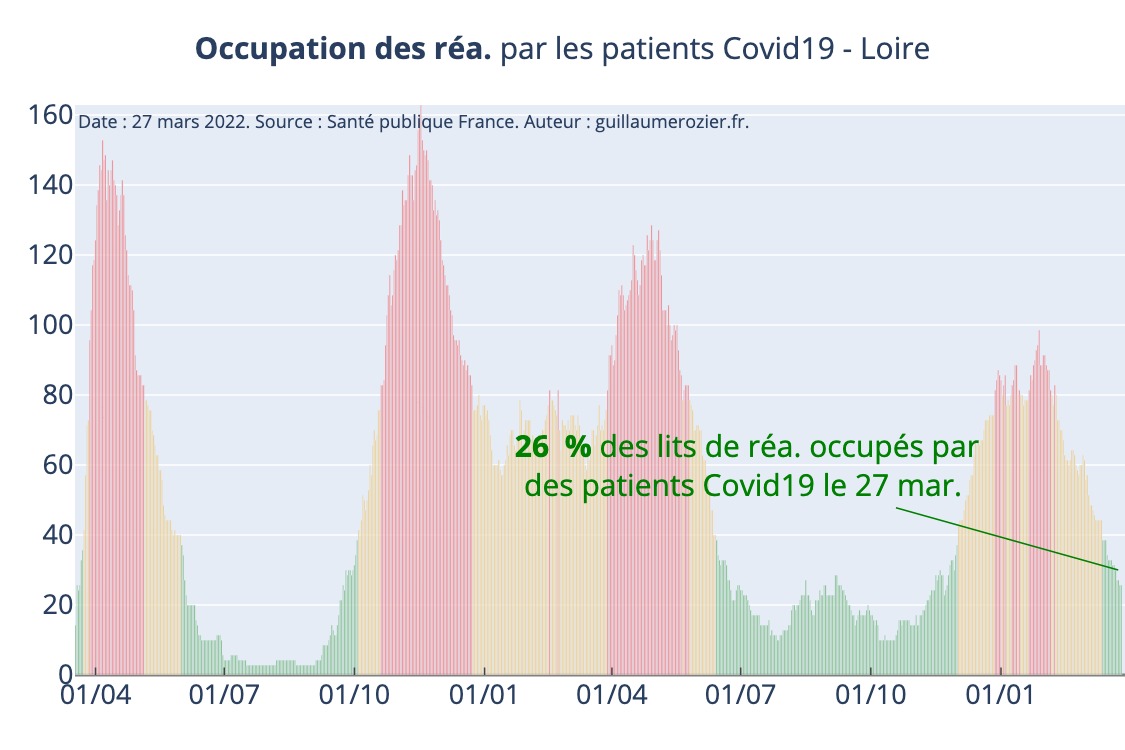 Occupation des réa. par les patients Covid19 - Loire
160
Date : 27 mars 2022. Source : Santé publique France. Auteur : guillaumerozier.fr.
140
120
100
80
26 % des lits de réa. occupés par
60
des patients Covid19 le 27 mar.
40
20
0
01/04 01/07 01/10 01/01 01/04 01/07 01/10 01/01